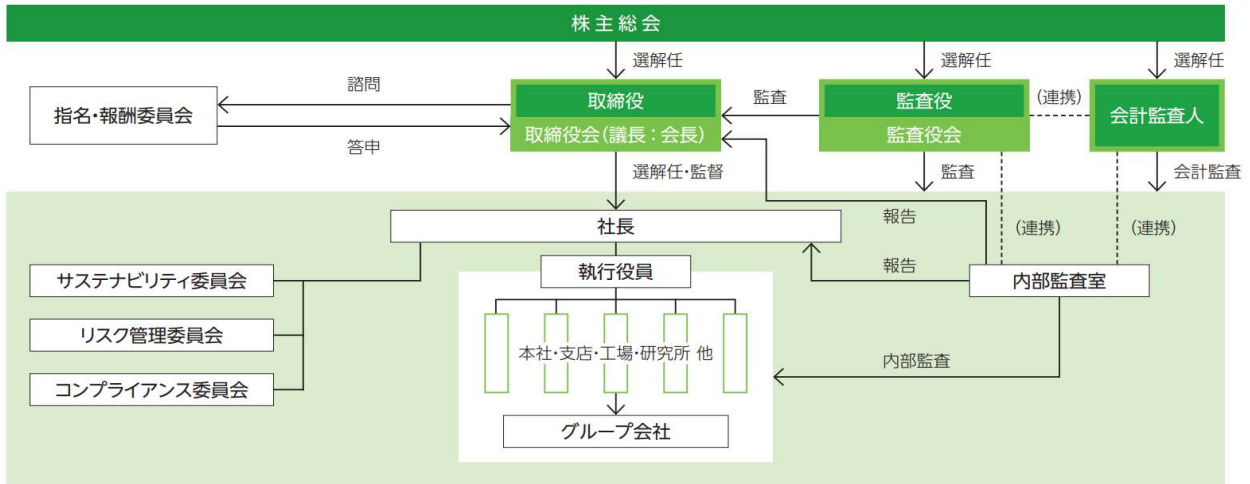 株主総会
選解任
選解任
選解任
諮問
指名・報酬委員会
答申
取締役
取締役会(議長：会長)
監査
監査役
監査役会
(連携)
会計監査人
選解任・監督
監査
会計監査
社長
報告
(連携)
(連携)
執行役員
報告
内部監査室
サステナビリティ委員会
リスク管理委員会
コンプライアンス委員会
本社・支店・工場・研究所 他
内部監査
グループ会社